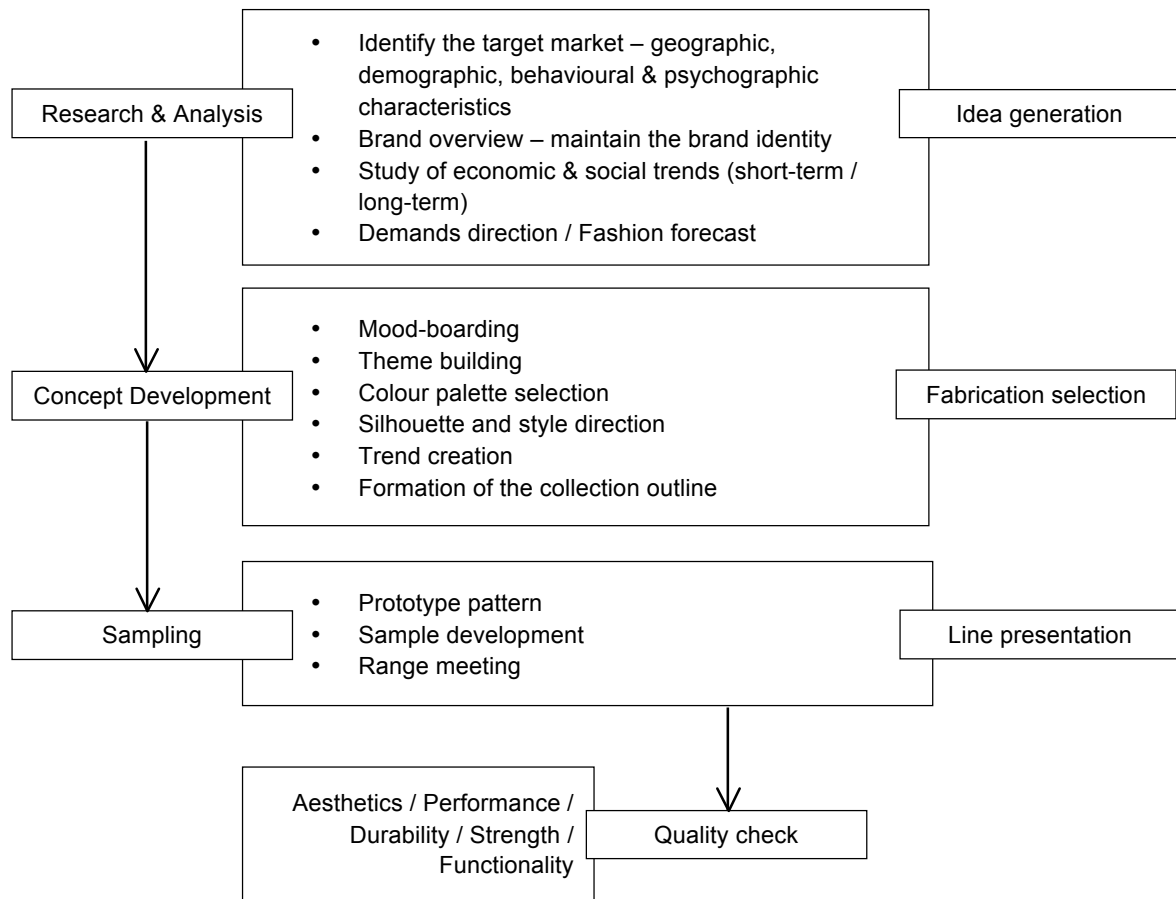 Research & Analysis
• Identify the target market – geographic,
demographic, behavioural & psychographic
characteristics
• Brand overview – maintain the brand identity
• Study of economic & social trends (short-term /
long-term)
• Demands direction / Fashion forecast
Idea generation
Concept Development
• Mood-boarding
• Theme building
• Colour palette selection
• Silhouette and style direction
• Trend creation
• Formation of the collection outline
Fabrication selection
Sampling
• Prototype pattern
• Sample development
• Range meeting
Line presentation
Aesthetics / Performance /
Durability / Strength /
Functionality
Quality check